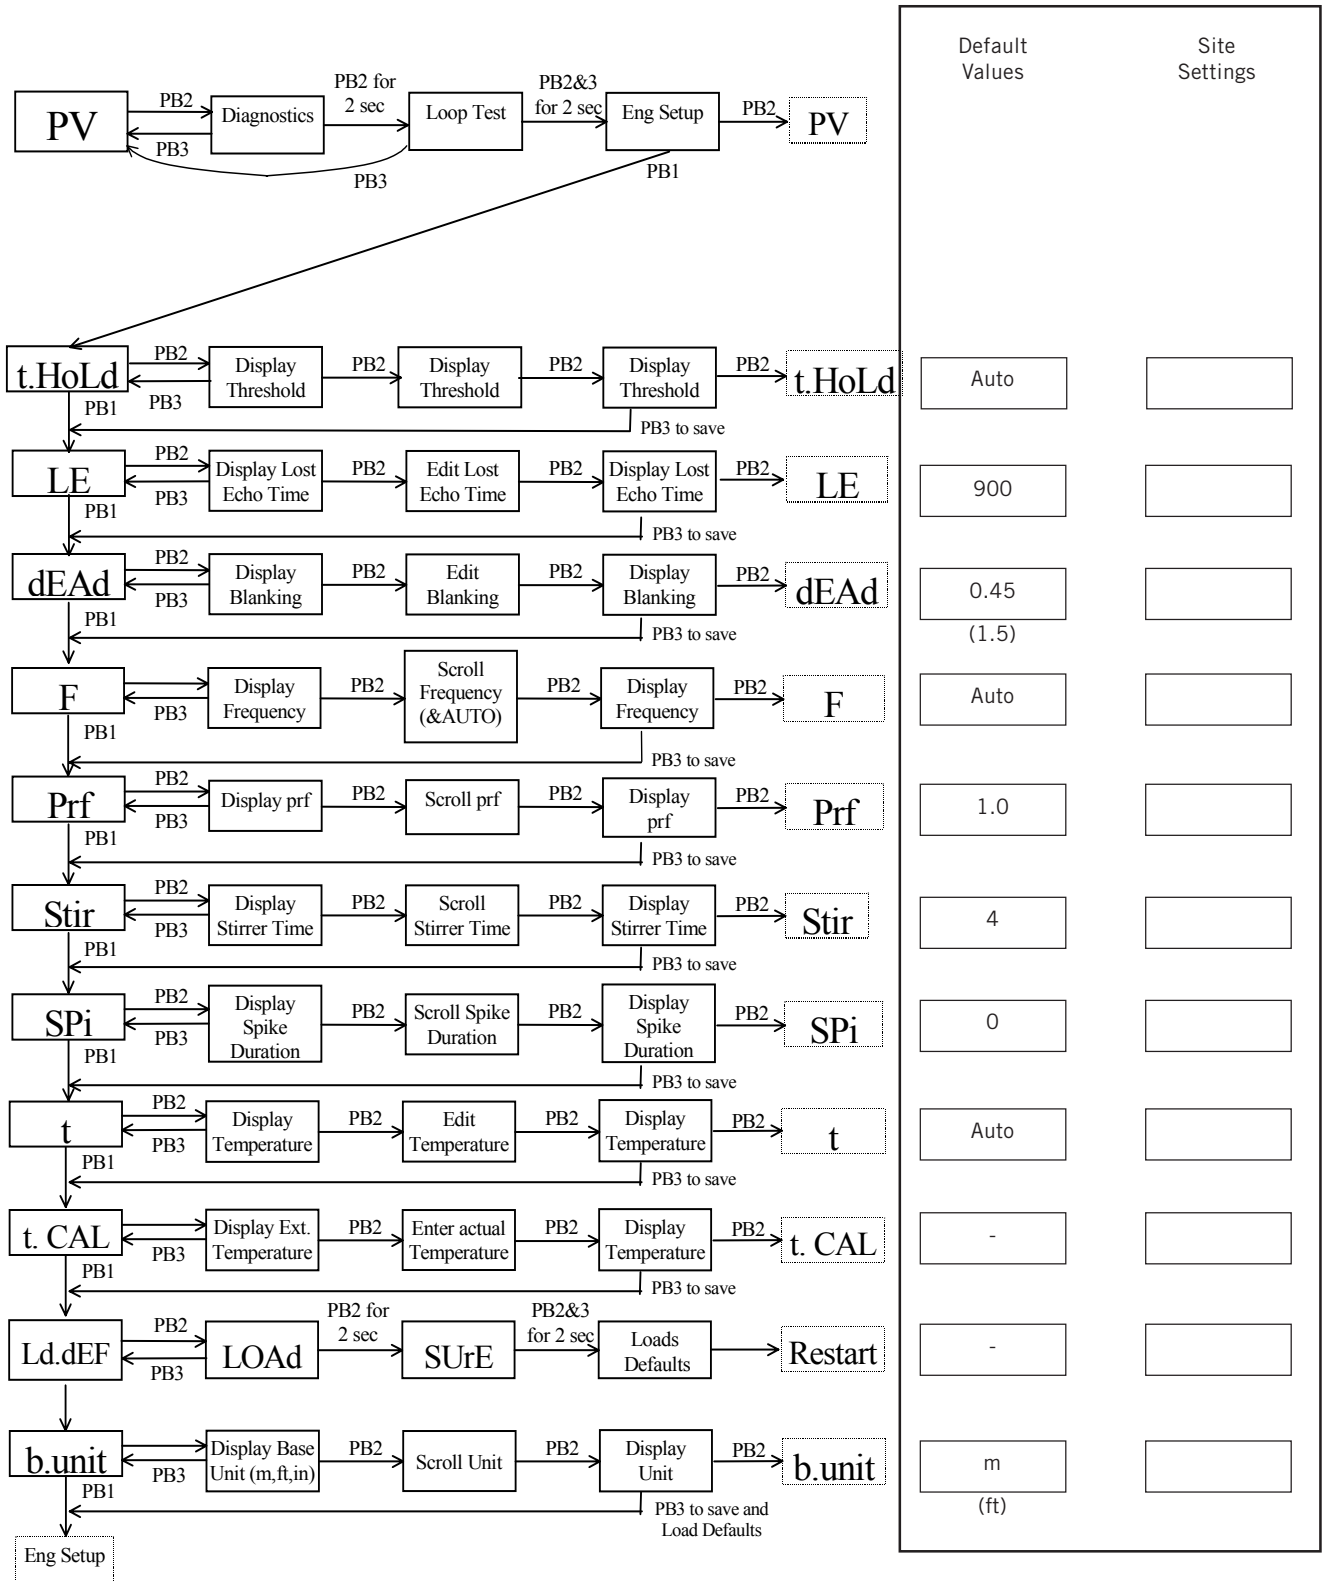 Default
Values
Site
Settings
PV
PB2
PB3
Diagnostics
PB2 for
2 sec
Loop Test
PB3
PB2&3
for 2 sec
Eng Setup
PB1
PB2
PV
t.HoLd
PB2
PB3
PB1
Display
Threshold
PB2
Display
Threshold
PB2
Display
Threshold
PB3 to save
PB2
t.HoLd
Auto
LE
PB2
PB3
PB1
Display Lost
Echo Time
PB2
Edit Lost
Echo Time
PB2
Display Lost
Echo Time
PB3 to save
PB2
LE
900
dEAd
PB2
PB3
PB1
Display
Blanking
PB2
Edit
Blanking
PB2
Display
Blanking
PB3 to save
PB2
dEAd
0.45
(1.5)
F
PB3
PB1
Display
Frequency
PB2
Scroll
Frequency
(&AUTO)
PB2
Display
Frequency
PB3 to save
PB2
F
Auto
Prf
PB2
PB3
PB1
Display prf
PB2
Scroll prf
PB2
Display
prf
PB3 to save
PB2
Prf
1.0
Stir
PB2
PB3
PB1
Display
Stirrer Time
PB2
Scroll
Stirrer Time
PB2
Display
Stirrer Time
PB3 to save
PB2
Stir
4
SPi
PB2
PB3
PB1
Display
Spike
Duration
PB2
Scroll Spike
Duration
PB2
Display
Spike
Duration
PB3 to save
PB2
SPi
0
t
PB2
PB3
PB1
Display
Temperature
PB2
Edit
Temperature
PB2
Display
Temperature
PB3 to save
PB2
t
Auto
t. CAL
PB3
PB1
Display Ext.
Temperature
PB2
Enter actual
Temperature
PB2
Display
Temperature
PB3 to save
PB2
t. CAL
-
Ld.dEF
PB2
PB3
LOAd
PB2 for
2 sec
SUrE
PB2&3
for 2 sec
Loads
Defaults
Restart
-
b.unit
PB3
PB1
Display Base
Unit (m,ft,in)
PB2
Scroll Unit
PB2
Display
Unit
PB3 to save and
Load Defaults
PB2
b.unit
m
(ft)
Eng Setup